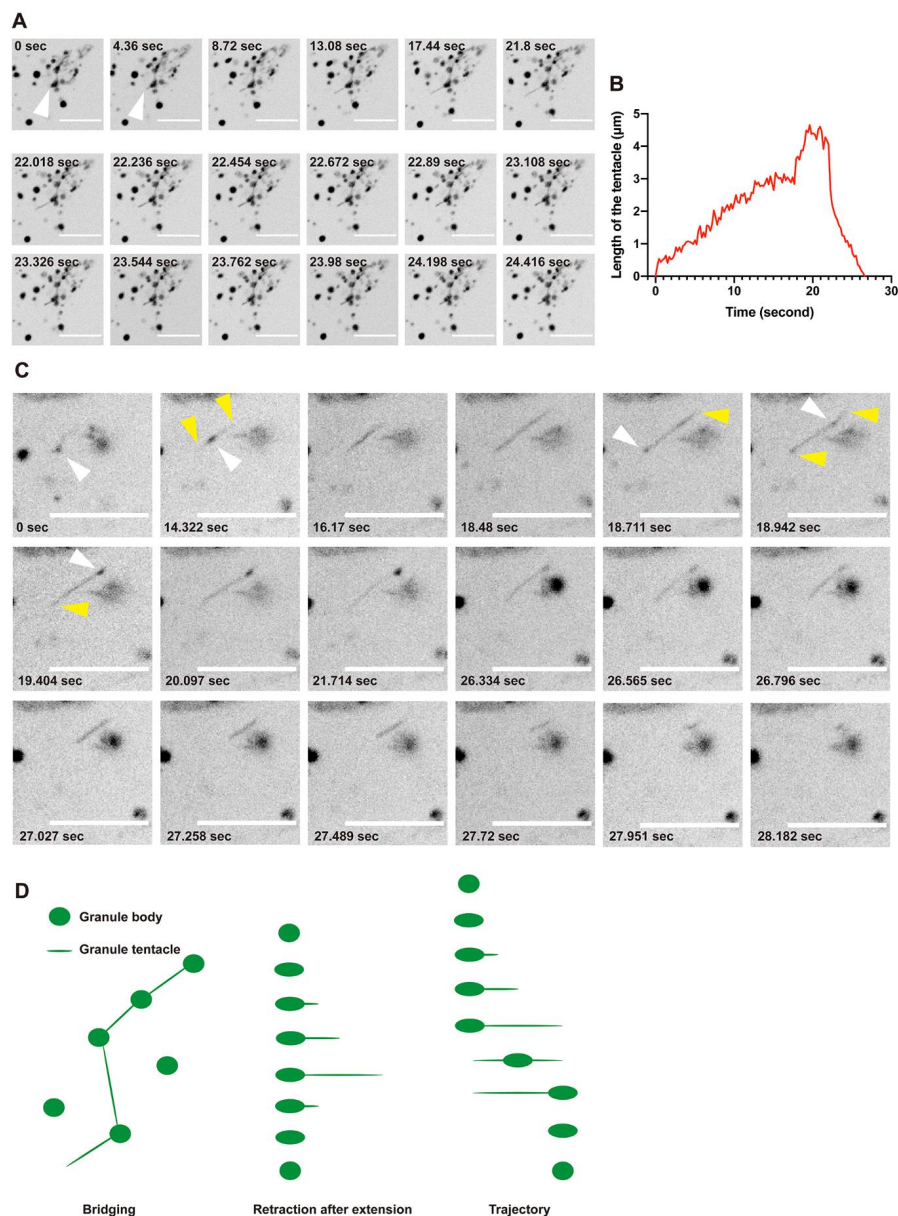 A
0 sec 4.36 sec 8.72 sec 13.08 sec 17.44 sec 21.8 sec
22.018 sec 22.236 sec 22.454 sec 22.672 sec 22.89 sec 23.108 sec
23.326 sec 23.544 sec 23.762 sec 23.98 sec 24.198 sec 24.416 sec
B
Length of the tentacle (μm)
5
4
3
2
1
0
0 10 20 30
Time (second)
C
0 sec 14.322 sec 16.17 sec 18.48 sec 18.711 sec 18.942 sec
19.404 sec 20.097 sec 21.714 sec 26.334 sec 26.565 sec 26.796 sec
27.027 sec 27.258 sec 27.489 sec 27.72 sec 27.951 sec 28.182 sec
D
Granule body
Granule tentacle
Bridging Retraction after extension Trajectory